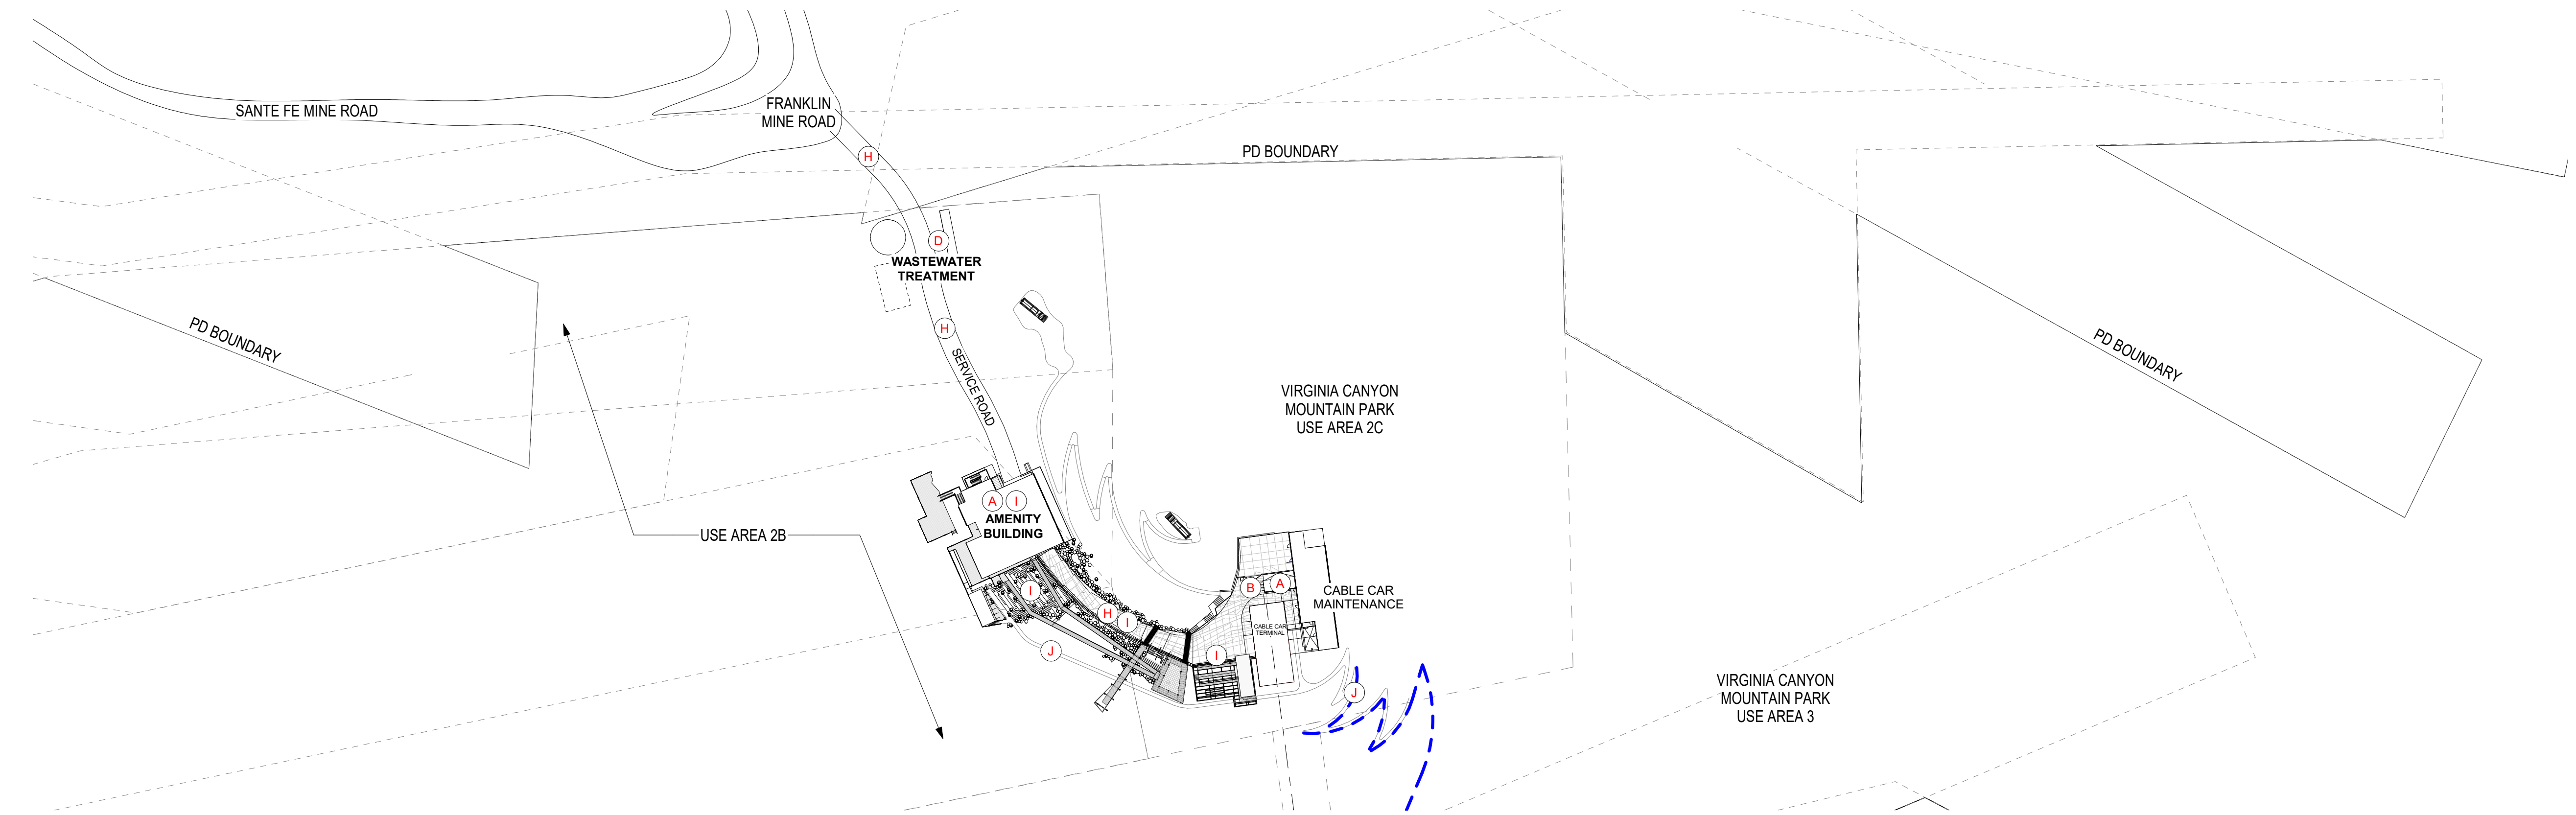 SANTE FE MINE ROAD
FRANKLIN
MINE ROAD
H
PD BOUNDARY
D
WASTEWATER
TREATMENT
H
SERVICE ROAD
PD BOUNDARY
PD BOUNDARY
VIRGINIA CANYON
MOUNTAIN PARK
USE AREA 2C
A I
AMENITY
BUILDING
USE AREA 2B
I
H
I
J
B A
CABLE CAR
MAINTENANCE
CABLE CAR
TERMINAL
I
J
VIRGINIA CANYON
MOUNTAIN PARK
USE AREA 3